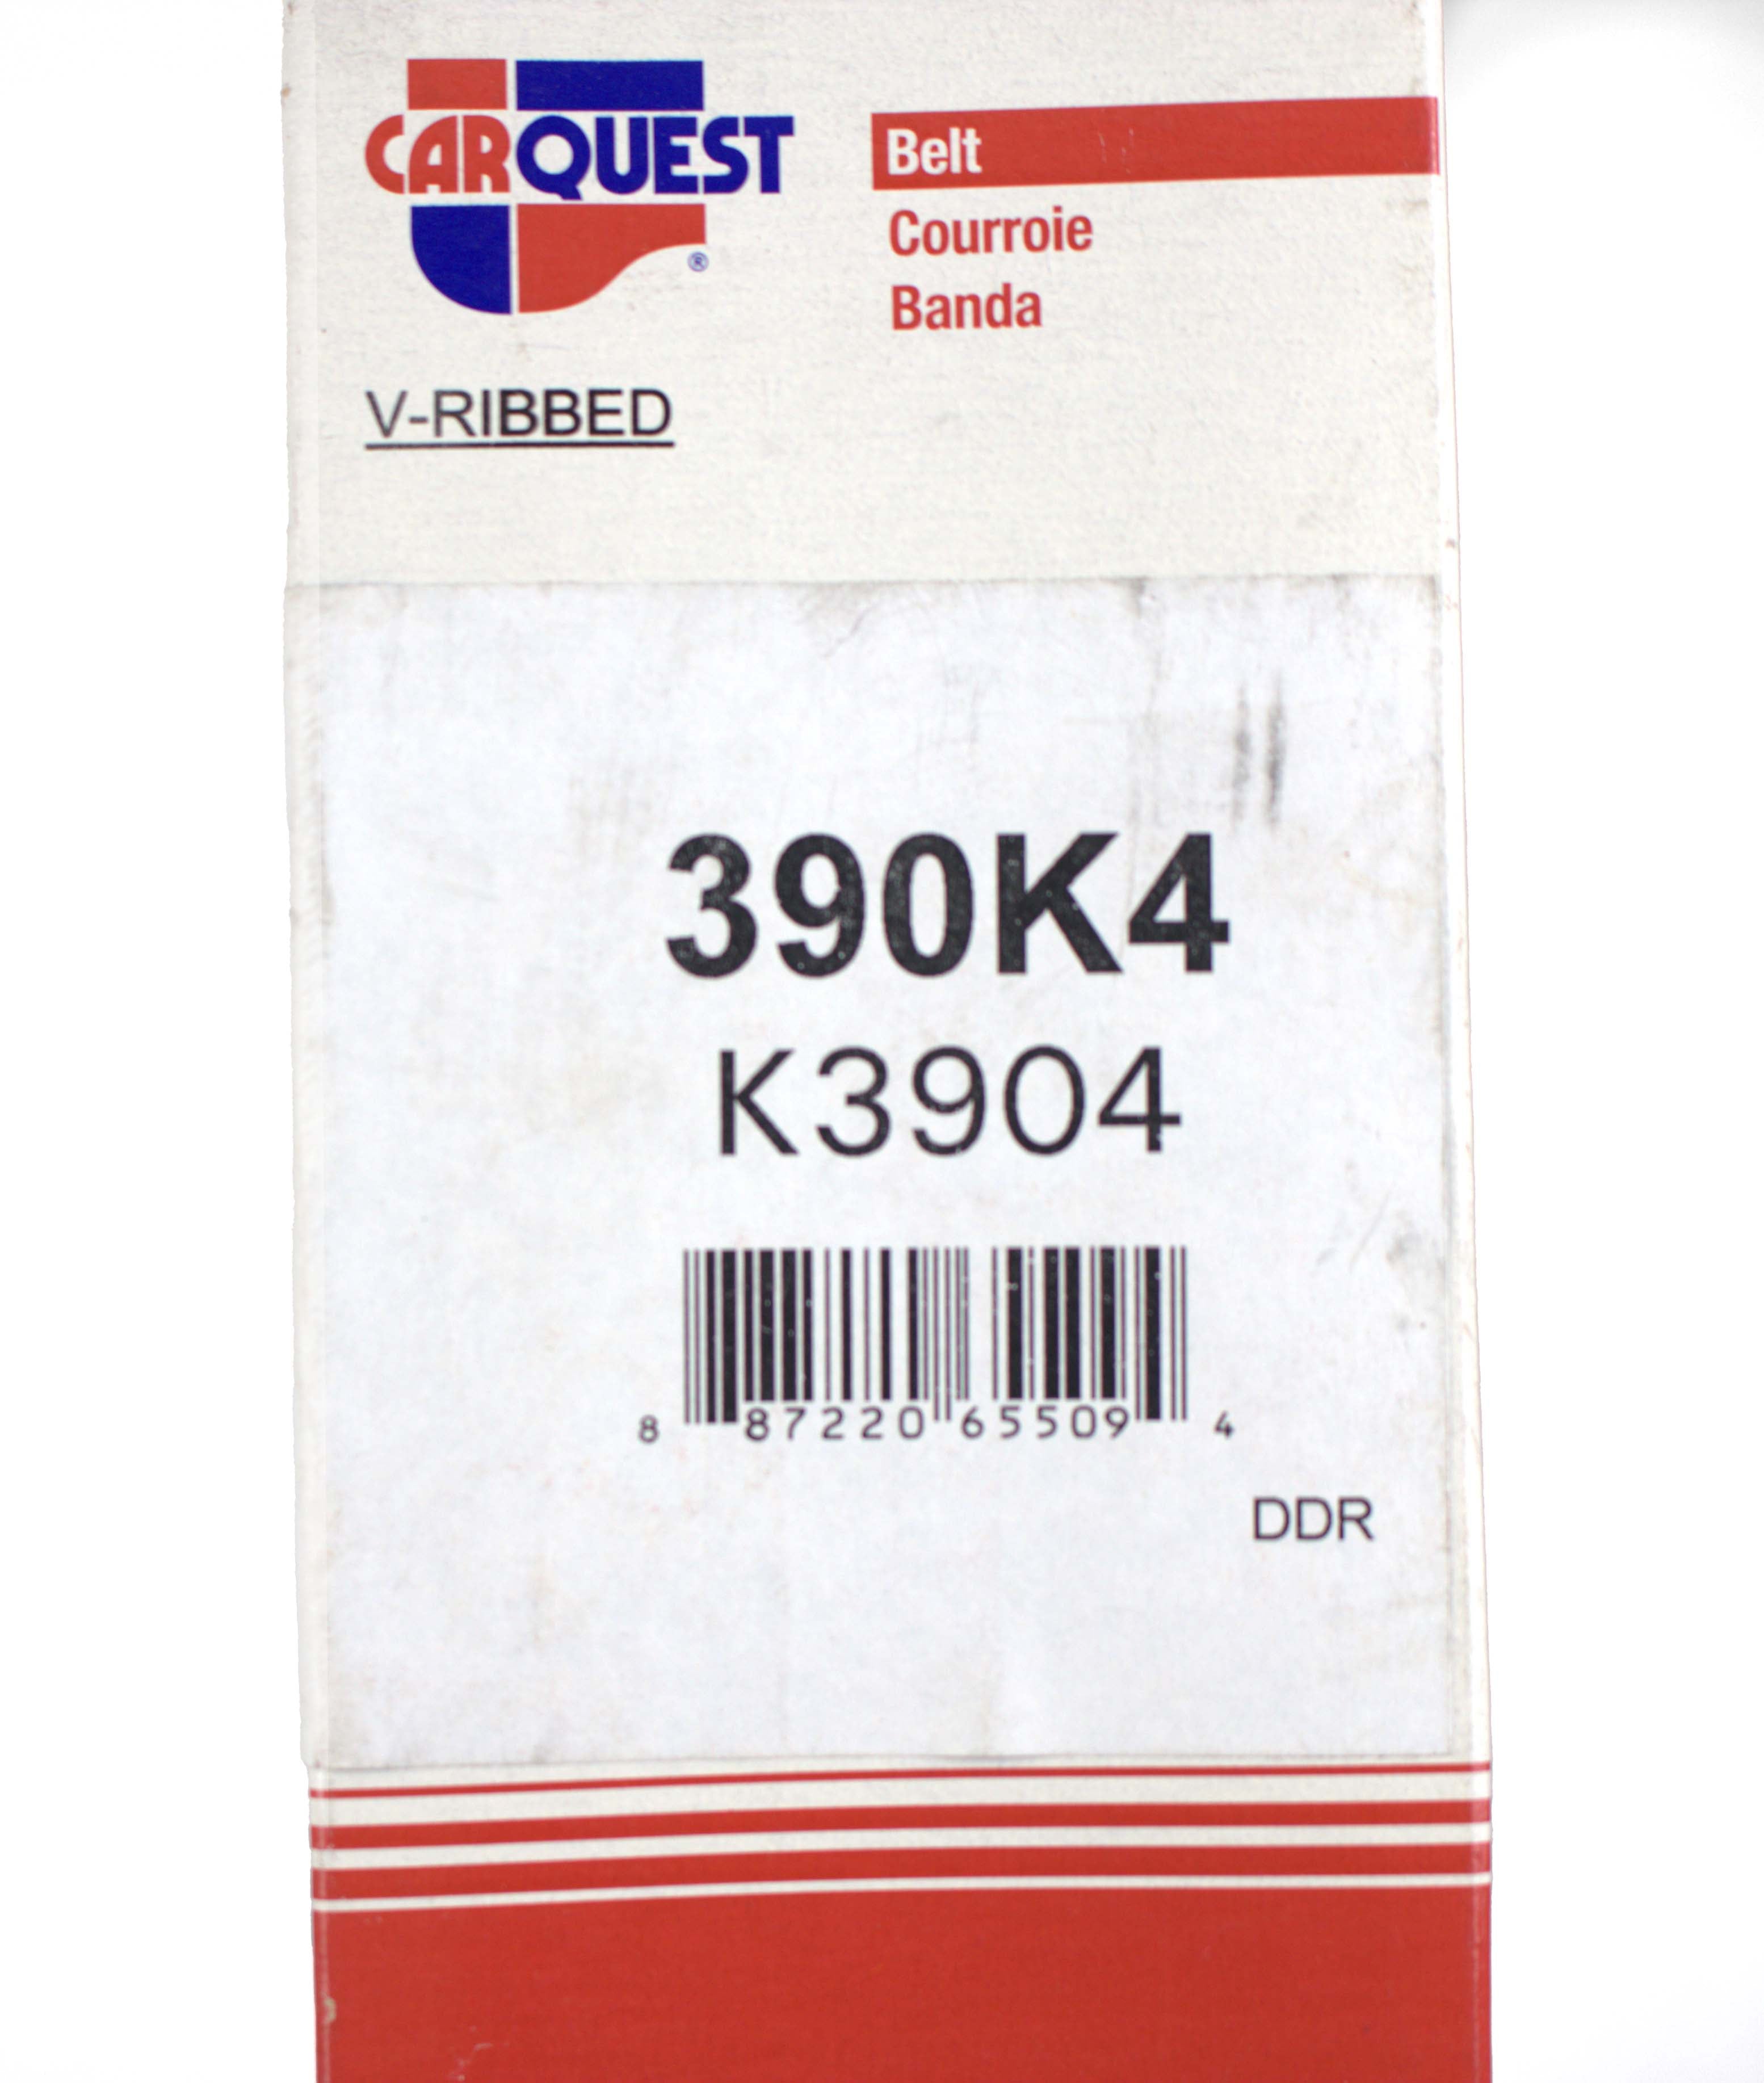 CARQUEST
®
Belt
Courroie
Banda
V-RIBBED
390K4
K3904
8 87220 65509 4
DDR